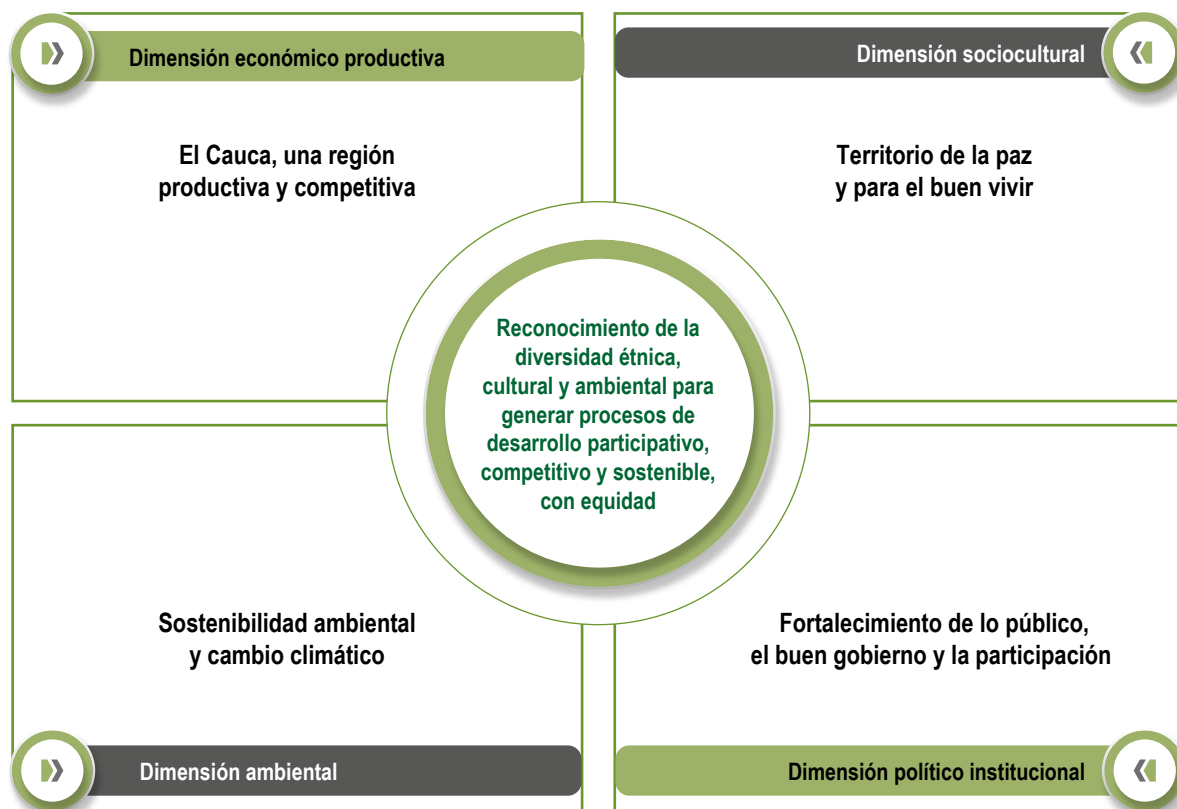 Dimensión económico productiva
El Cauca, una región
productiva y competitiva
Dimensión sociocultural
Territorio de la paz
y para el buen vivir
Reconocimiento de la
diversidad étnica,
cultural y ambiental para
generar procesos de
desarrollo participativo,
competitivo y sostenible,
con equidad
Sostenibilidad ambiental
y cambio climático
Dimensión ambiental
Fortalecimiento de lo público,
el buen gobierno y la participación
Dimensión político institucional